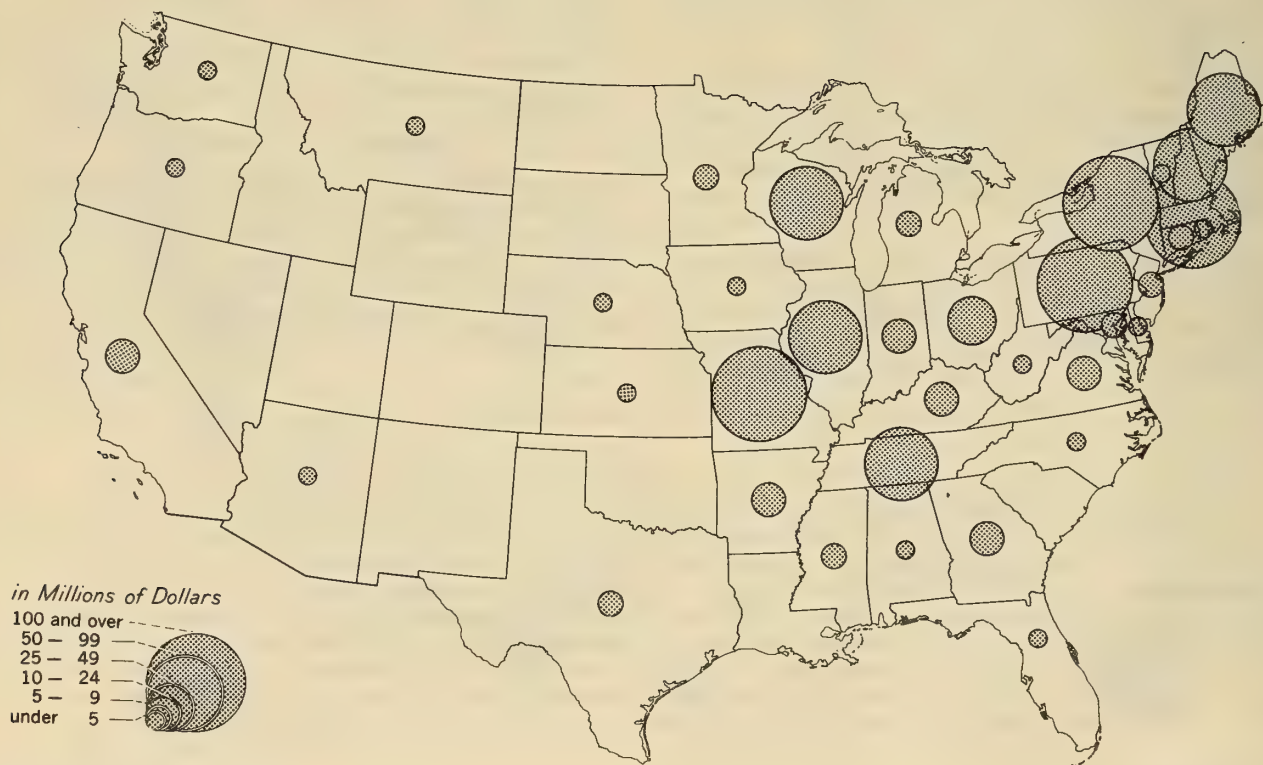 in Millions of Dollars
100 and over
50 – 99
25 – 49
10 – 24
5 – 9
under 5